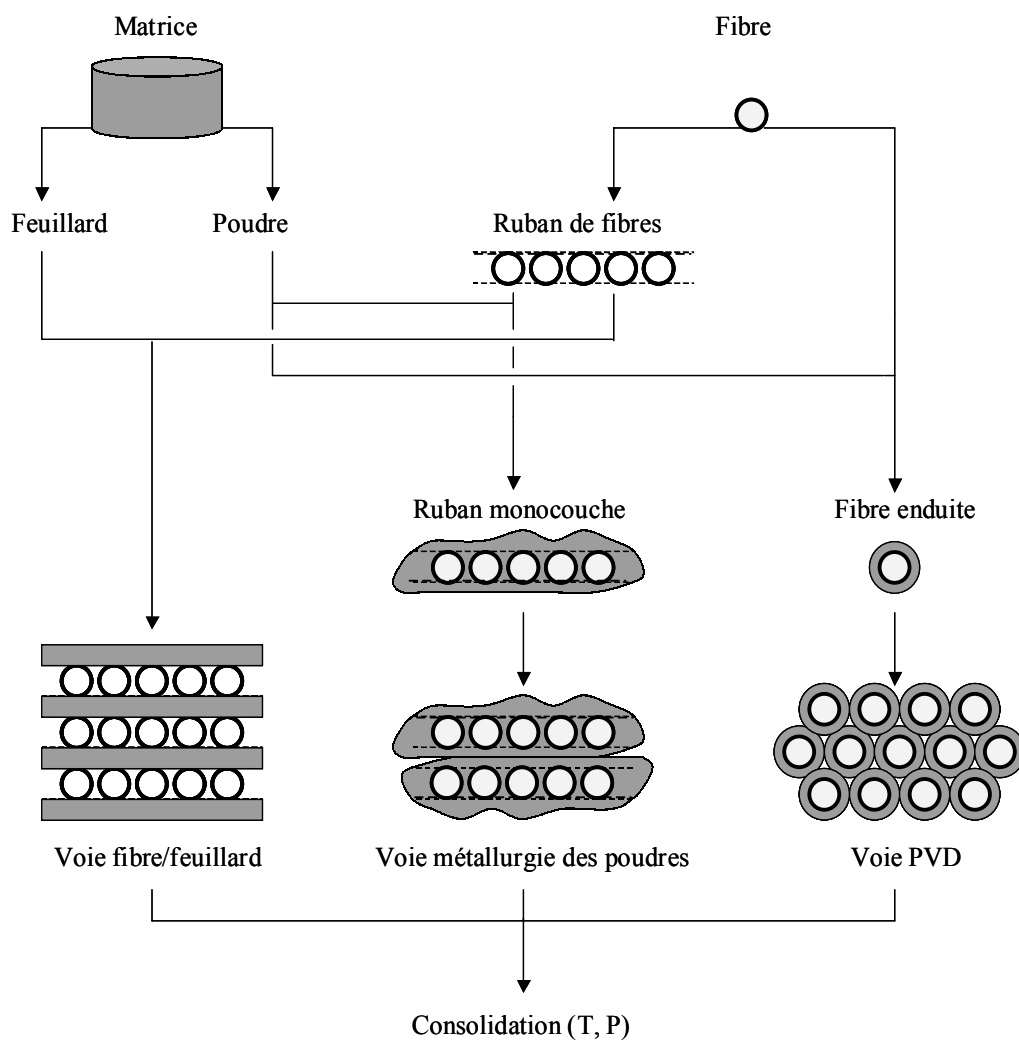 Matrice
Fibre
Feuillard
Poudre
Ruban de fibres
Ruban monocouche
Fibre enduite
Voie fibre/feuillard
Voie métallurgie des poudres
Voie PVD
Consolidation (T, P)